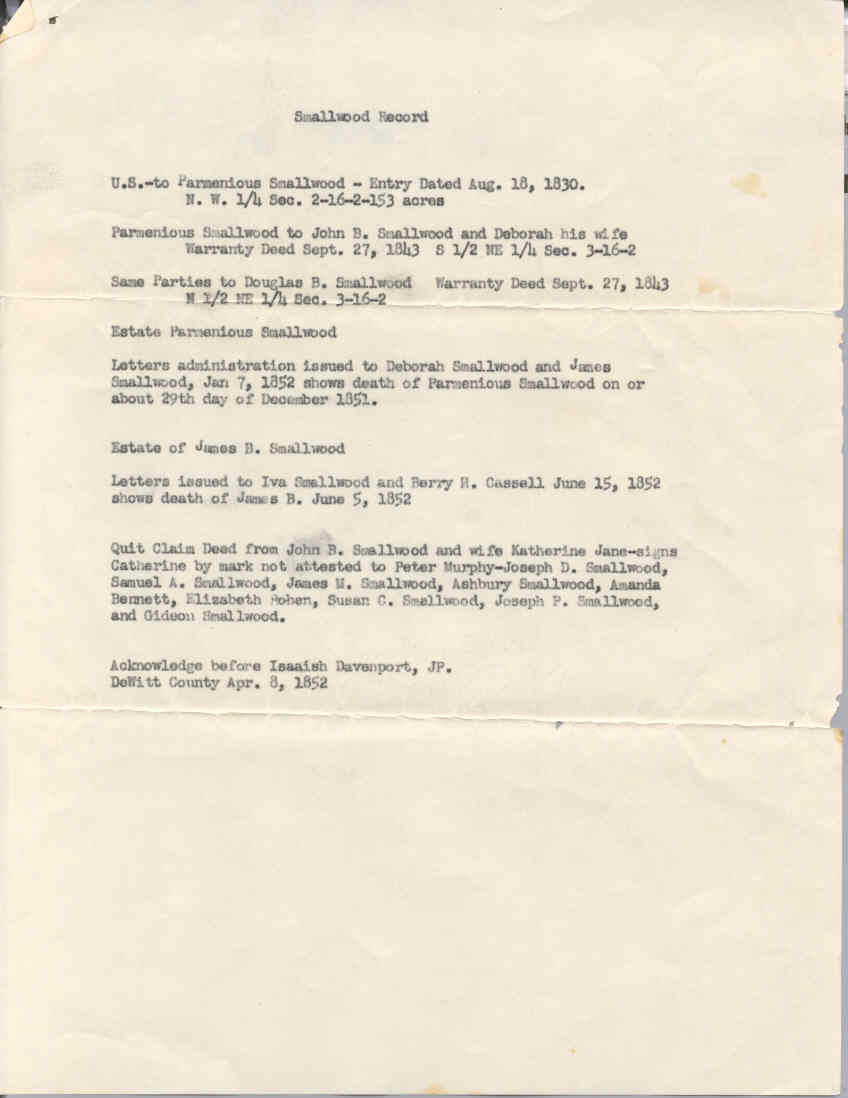 Smallwood Record
U.S.-to Parmenious Smallwood - Entry Dated Aug. 18, 1830.
N. W. 1/4 Sec. 2-16-2-153 acres
Parmenious Smallwood to John B. Smallwood and Deborah his wife
Warranty Deed Sept. 27, 1843 S 1/2 NE 1/4 Sec. 3-16-2
Same Parties to Douglas B. Smallwood Warranty Deed Sept. 27, 1843
N 1/2 NE 1/4 Sec. 3-16-2
Estate Parmenious Smallwood
Letters administration issued to Deborah Smallwood and James
Smallwood, Jan 7, 1852 shows death of Parmenious Smallwood on or
about 29th day of December 1851.
Estate of James B. Smallwood
Letters issued to Iva Smallwood and Berry H. Cassell June 15, 1852
shows death of James B. June 5, 1852
Quit Claim Deed from John B. Smallwood and wife Katherine Jane-signs
Catherine by mark not attested to Peter Murphy-Joseph D. Smallwood,
Samuel A. Smallwood, James M. Smallwood, Ashbury Smallwood, Amanda
Bennett, Elizabeth Hoben, Susan C. Smallwood, Joseph P. Smallwood,
and Gideon Smallwood.
Acknowledge before Isaaish Davenport, JP.
DeWitt County Apr. 8, 1852